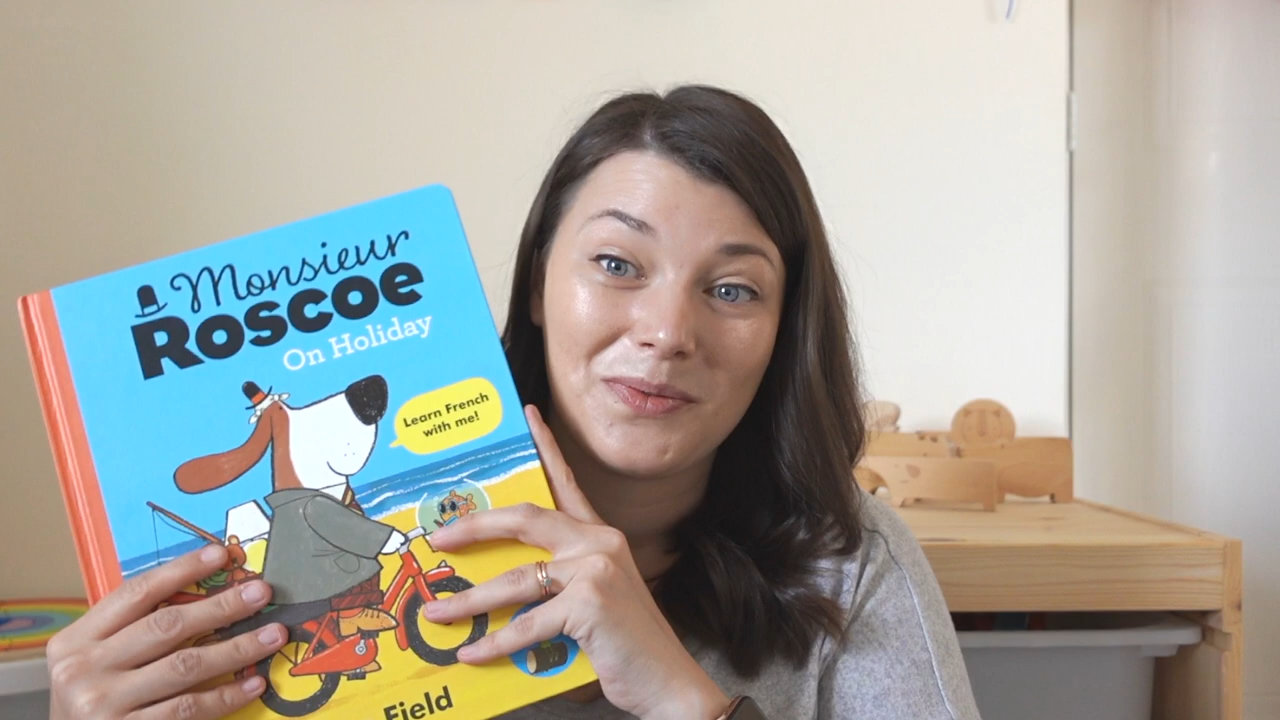 Monsieur
Roscoe
On Holiday
Learn French
with me!
Field